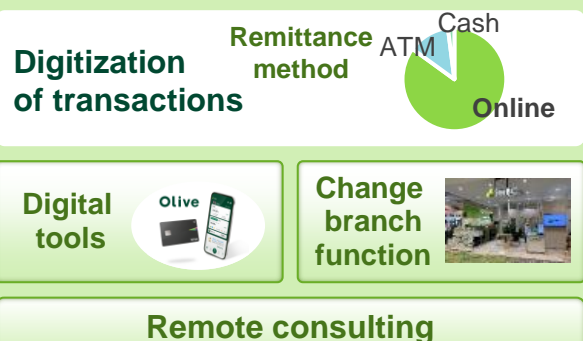 Digitization
of transactions
Remittance
method
Cash
ATM
Online
Digital
tools
Olive
Change
branch
function
Remote consulting